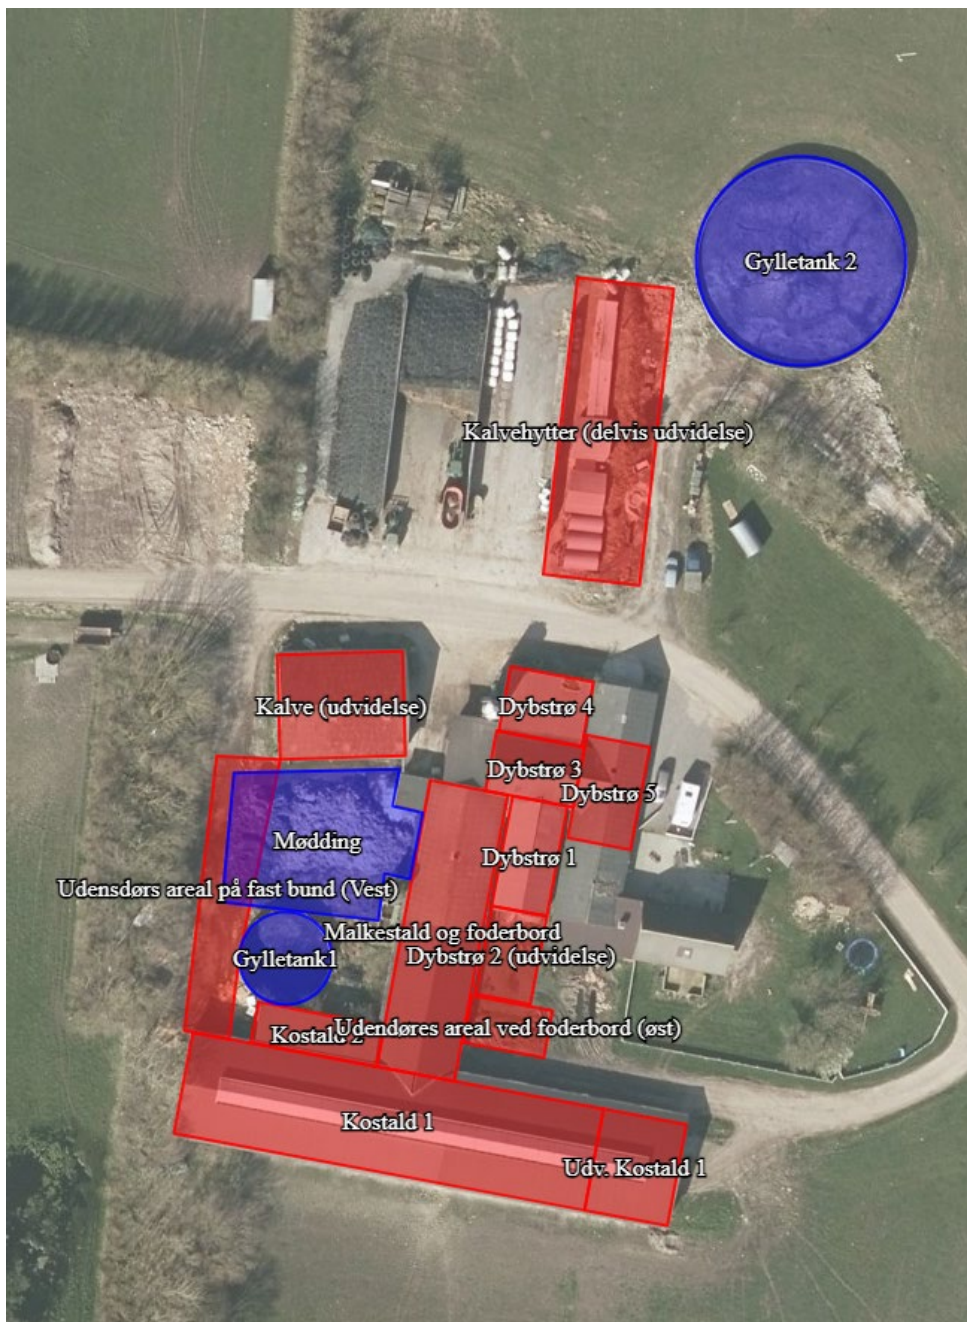 Gylletank 2
Kalvehytter (delvis udvidelse)
Kalve (udvidelse)
Dybstrø 4
Dybstrø 3
Dybstrø 5
Mødding
Dybstrø 1
Udensdørs areal på fast bund (Vest)
Malkestald og foderbord
Dybstrø 2 (udvidelse)
Gylletank1
Udendøres areal ved foderbord (øst)
Kostald 2
Kostald 1
Udv. Kostald 1